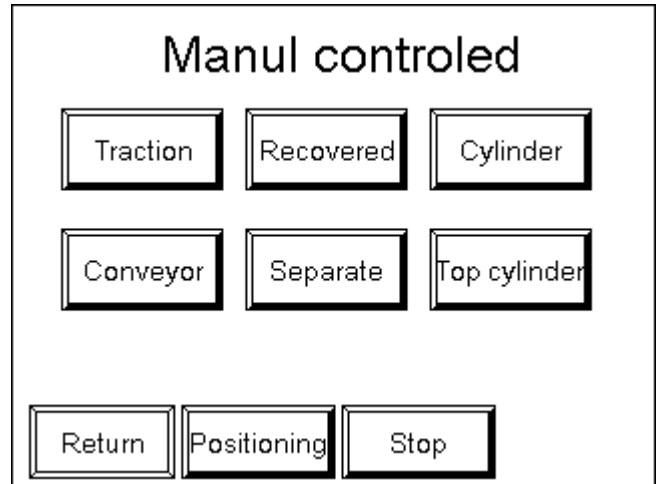 Manul controled
Traction Recovered Cylinder
Conveyor Separate Top cylinder
Return Positioning Stop